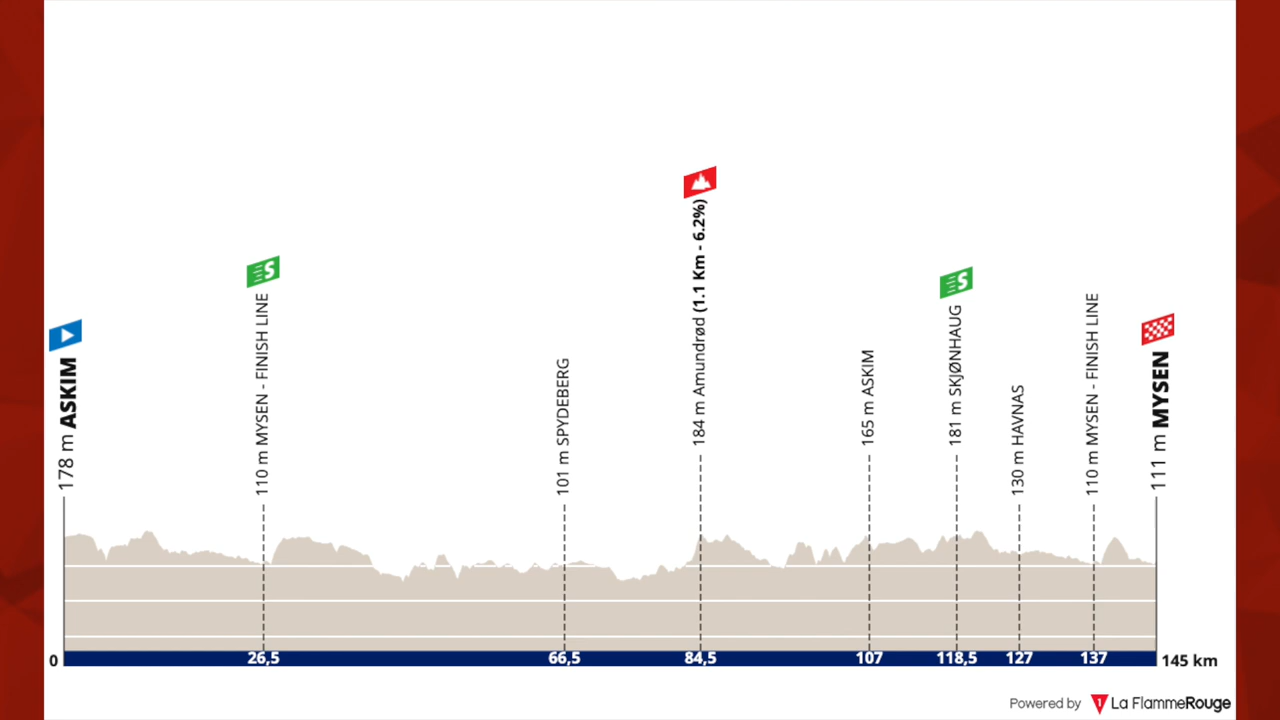 178 m ASKIM
110 m MYSEN - FINISH LINE
S
101 m SPYDEBERG
184 m Amundrød (1.1 Km - 6.2%)
165 m ASKIM
181 m SKJØNHAUG
S
130 m HAVNAS
110 m MYSEN - FINISH LINE
111 m MYSEN
0
26,5
66,5
84,5
107
118,5
127
137
145 km
Powered by 1 La FlammeRouge